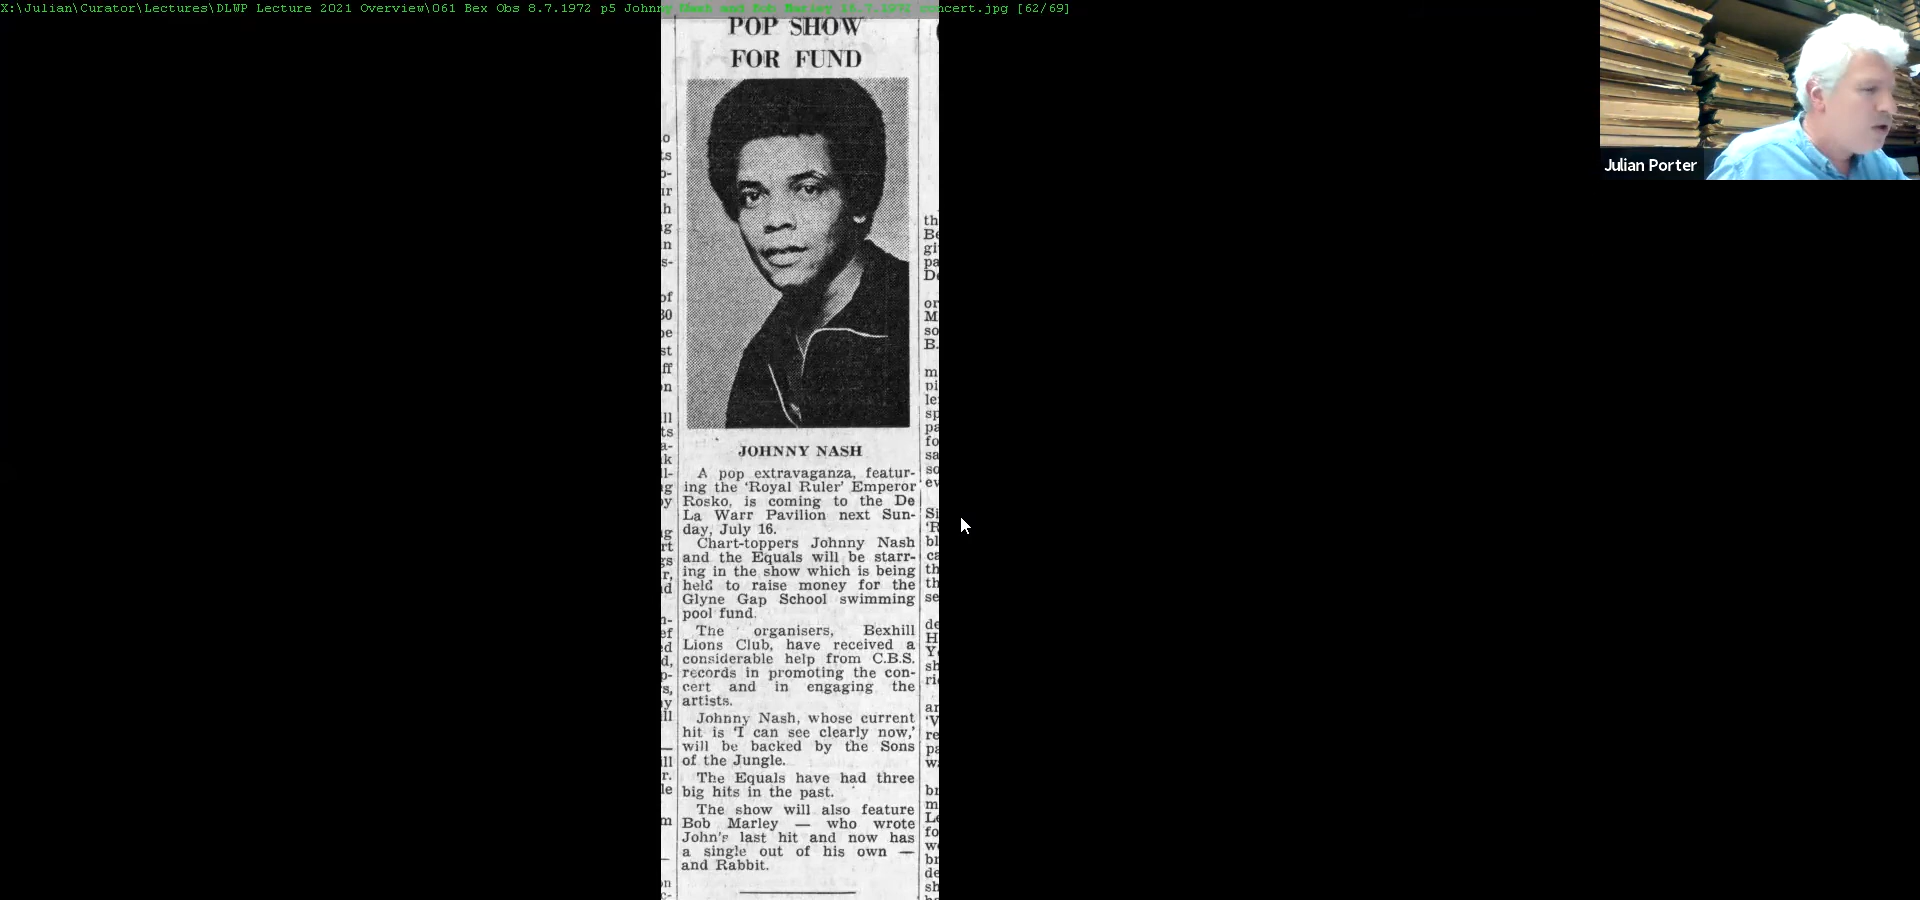 X:\Julian\Curator\Lectures\DLWP Lecture 2021 Overview\061 Bex Obs 8.7.1972 p5 Johnny Nash and Bob Marley 16.7.1972 concert.jpg [62/69]
Julian Porter
POP SHOW
FOR FUND
JOHNNY NASH
A pop extravaganza, featur-
ing the 'Royal Ruler' Emperor
Rosko, is coming to the De
La Warr Pavilion next Sun-
day, July 16.
Chart-toppers Johnny Nash
and the Equals will be starr-
ing in the show which is being
held to raise money for the
Glyne Gap School swimming
pool fund.
The organisers, Bexhill
Lions Club, have received a
considerable help from C.B.S.
records in promoting the con-
cert and in engaging the
artists.
Johnny Nash, whose current
hit is 'I can see clearly now,'
will be backed by the Sons
of the Jungle.
The Equals have had three
big hits in the past.
The show will also feature
Bob Marley — who wrote
John's last hit and now has
a single out of his own —
and Rabbit.